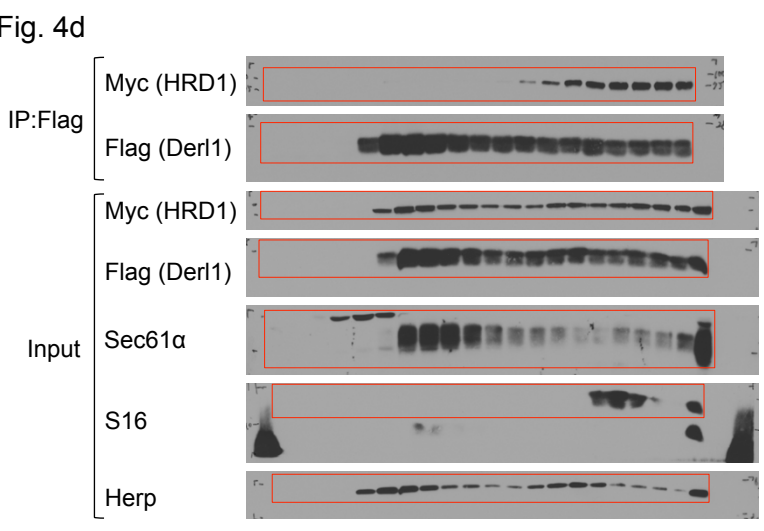 Fig. 4d
IP:Flag
Myc (HRD1)
Flag (Derl1)
Input
Myc (HRD1)
Flag (Derl1)
Sec61α
S16
Herp